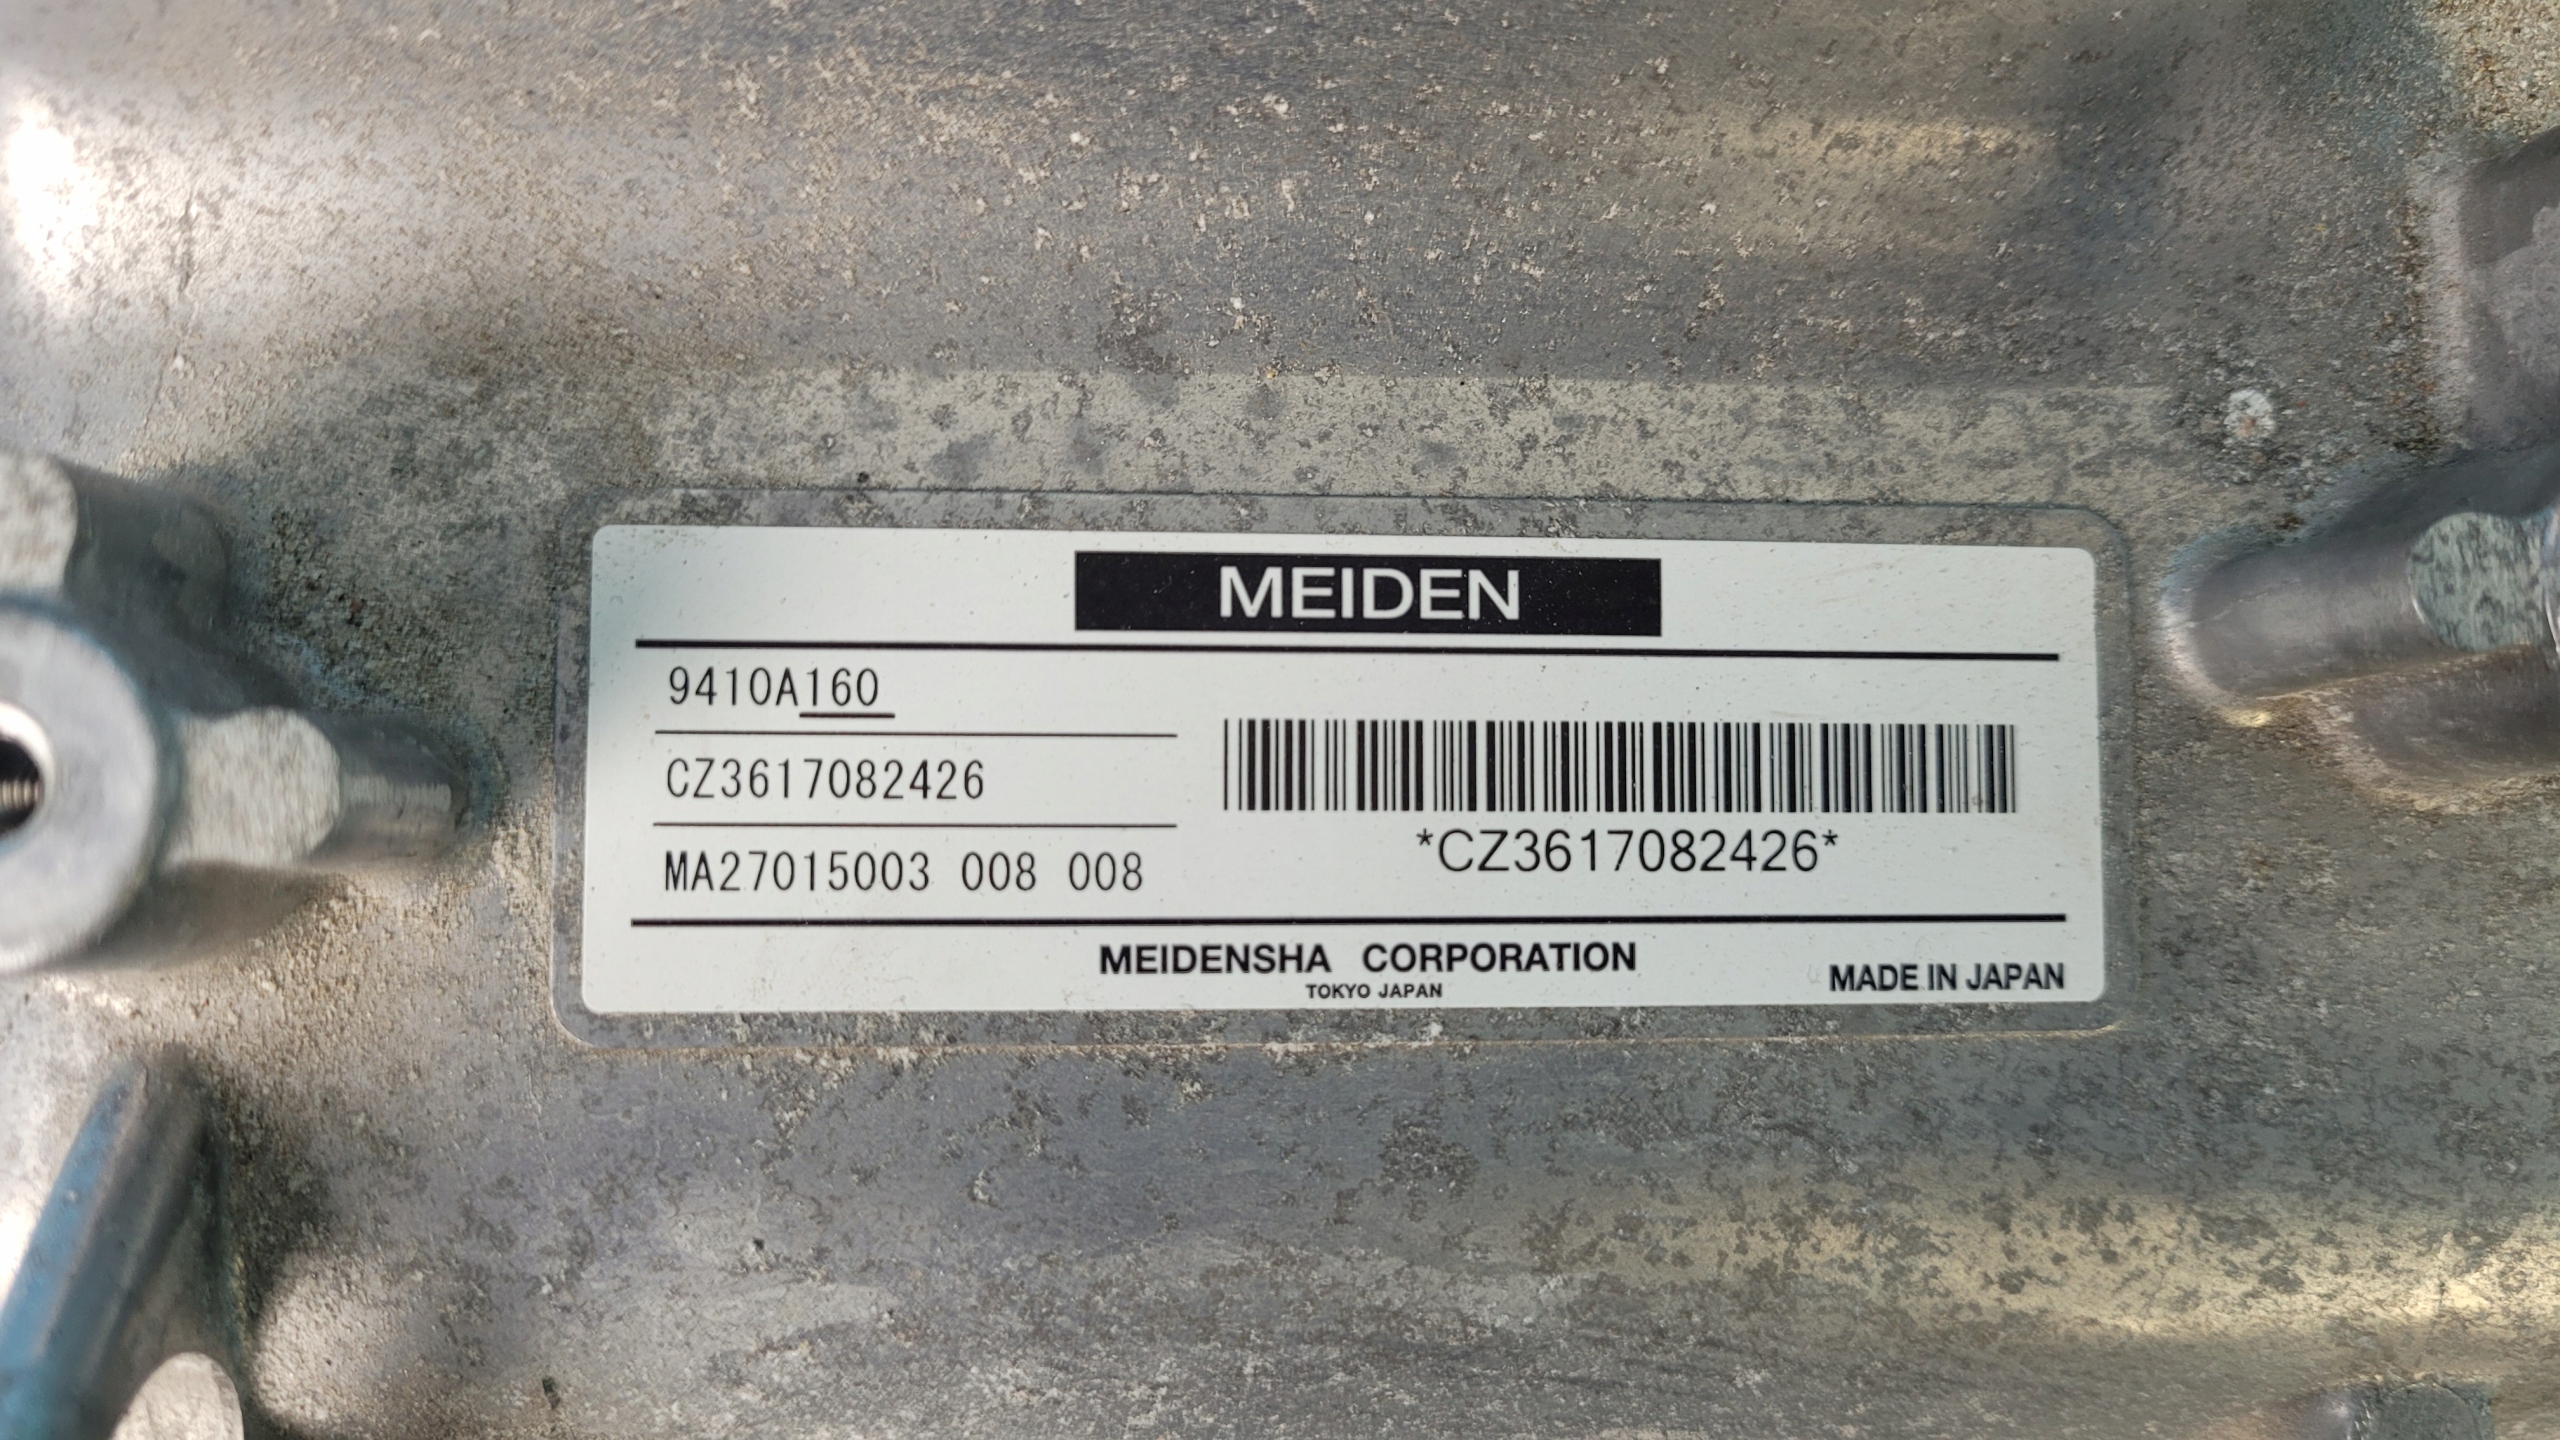 MEIDEN
9410A160
CZ3617082426
MA27015003 008 008
*CZ3617082426*
MEIDENSHA CORPORATION
TOKYO JAPAN
MADE IN JAPAN